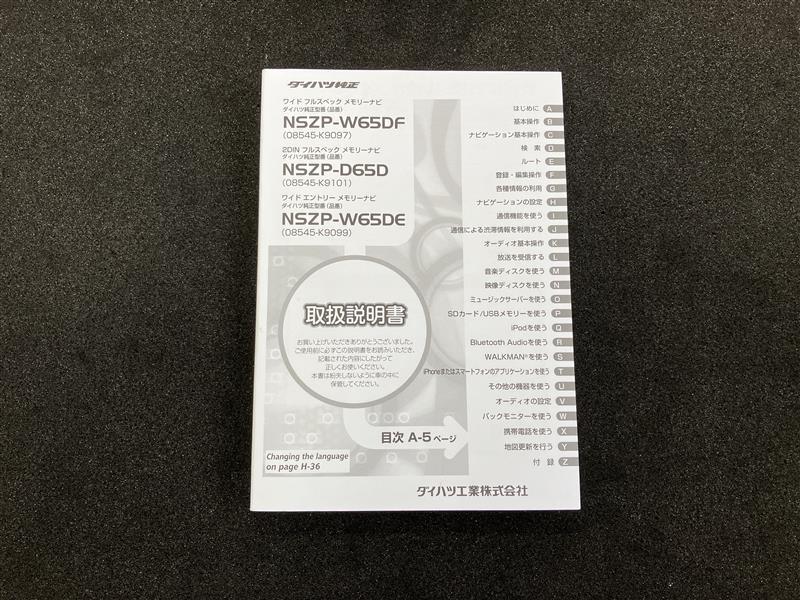 ダイハツ純正
ワイド フルスペック メモリーナビ
ダイハツ純正型番(品番)
NSZP-W65DF
(08545-K9097)
2DIN フルスペック メモリーナビ
ダイハツ純正型番(品番)
NSZP-D65D
(08545-K9101)
ワイド エントリー メモリーナビ
ダイハツ純正型番(品番)
NSZP-W65DE
(08545-K9099)
取扱説明書
お買い上げいただきありがとうございました。
ご使用前に必ずこの説明書をお読みいただき、
記載された内容にしたがって
正しくお使いください。
本書は紛失しないように車の中に
保管してください。
目次 A-5 ページ
Changing the language
on page H-36
はじめに A
基本操作 B
ナビゲーション基本操作 C
検 索 D
ルート E
登録・編集操作 F
各種情報の利用 G
ナビゲーションの設定 H
通信機能を使う I
通信による渋滞情報を利用する J
オーディオ基本操作 K
放送を受信する L
音楽ディスクを使う M
映像ディスクを使う N
ミュージックサーバーを使う O
SDカード/USBメモリーを使う P
iPodを使う Q
Bluetooth Audioを使う R
WALKMAN®を使う S
iPhoneまたはスマートフォンのアプリケーションを使う T
その他の機器を使う U
オーディオの設定 V
バックモニターを使う W
携帯電話を使う X
地図更新を行う Y
付 録 Z
ダイハツ工業株式会社